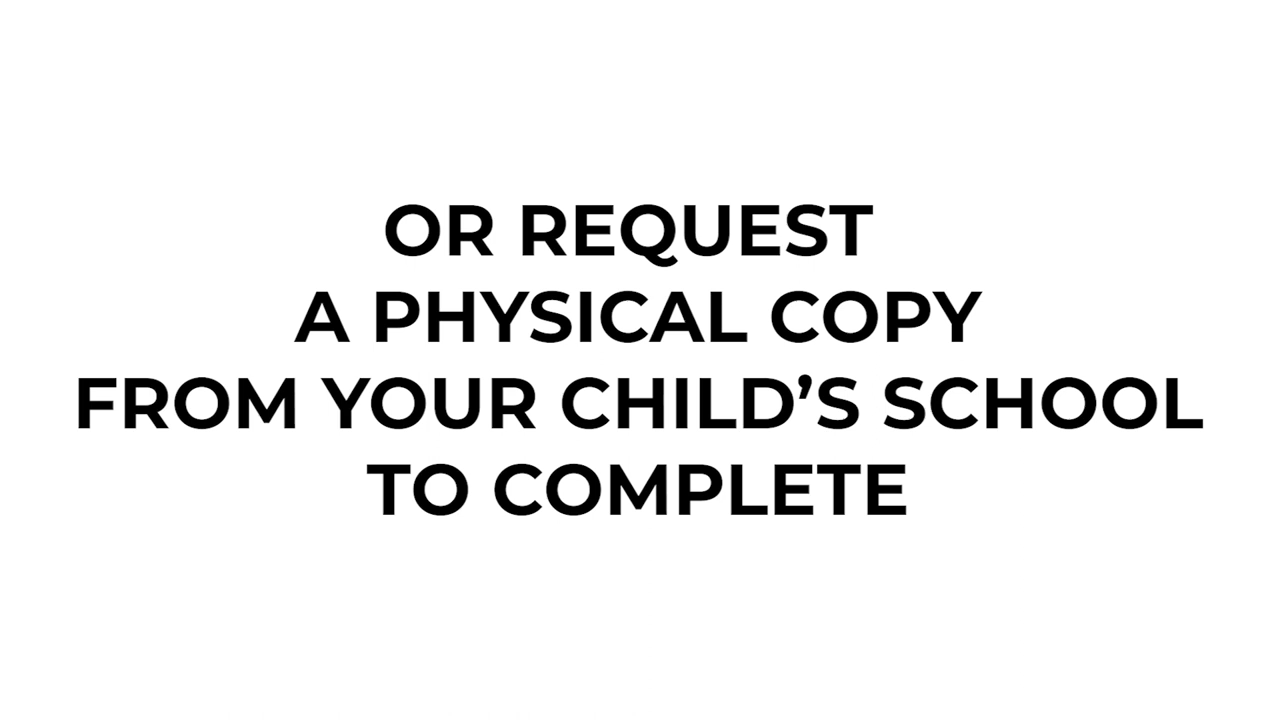 OR REQUEST
A PHYSICAL COPY
FROM YOUR CHILD’S SCHOOL
TO COMPLETE